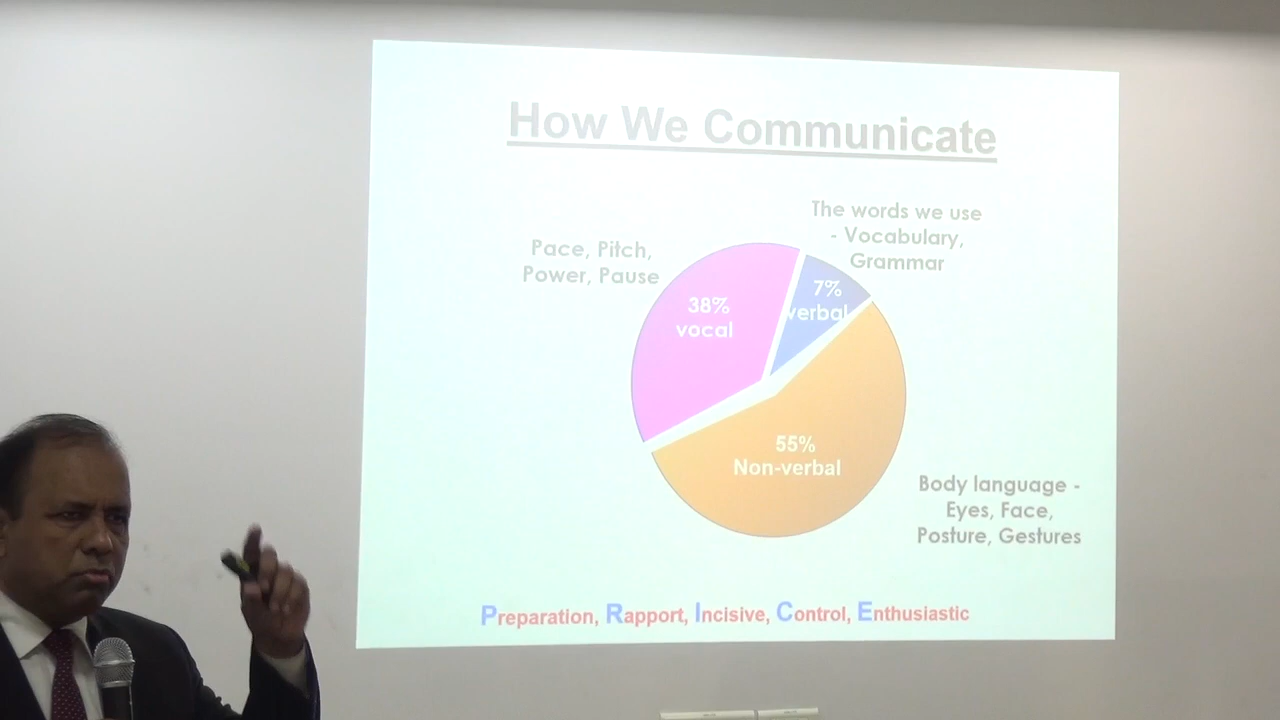 How We Communicate
The words we use
- Vocabulary,
Grammar
Pace, Pitch,
Power, Pause
7%
verbal
38%
vocal
55%
Non-verbal
Body language -
Eyes, Face,
Posture, Gestures
Preparation, Rapport, Incisive, Control, Enthusiastic